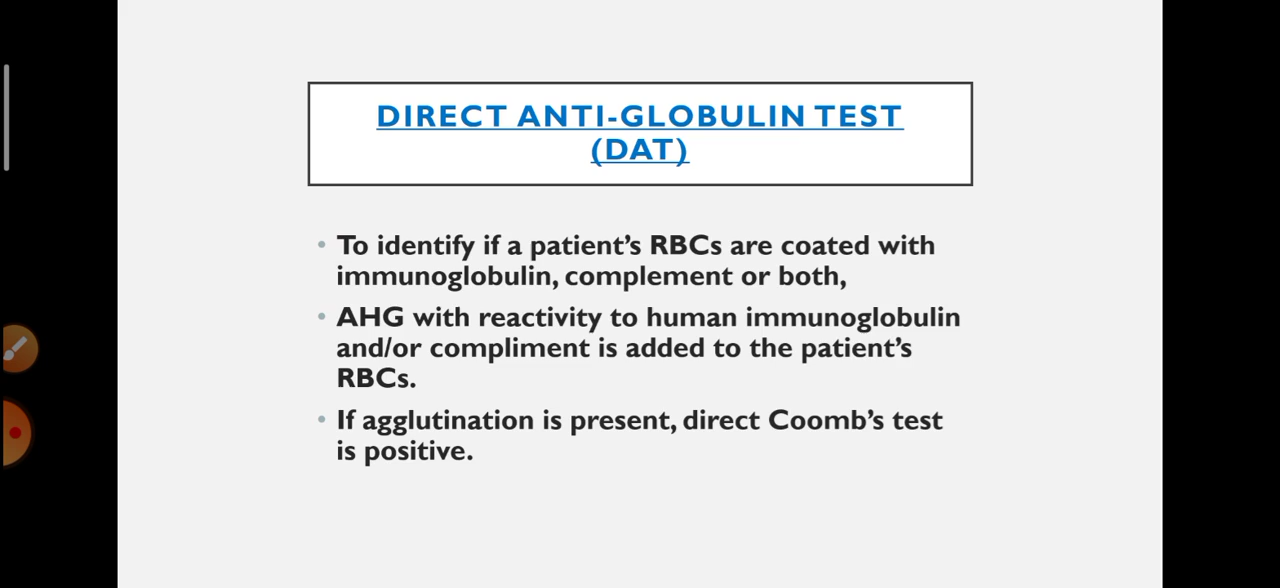 DIRECT ANTI-GLOBULIN TEST
(DAT)
• To identify if a patient's RBCs are coated with
immunoglobulin, complement or both,
• AHG with reactivity to human immunoglobulin
and/or compliment is added to the patient's
RBCs.
• If agglutination is present, direct Coomb's test
is positive.